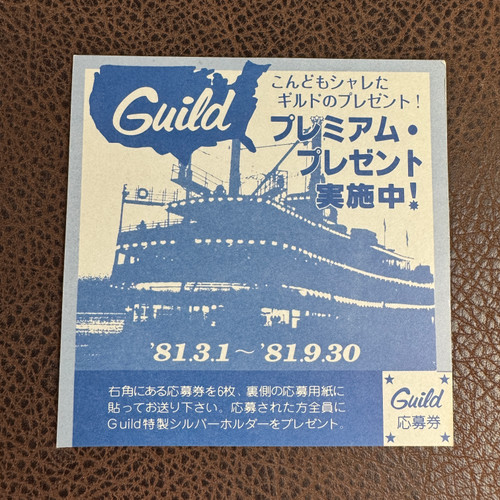 Guild
こんどもシャレた
ギルドのプレゼント！
プレミアム・
プレゼント
実施中！
'81.3.1〜'81.9.30
右角にある応募券を6枚、裏側の応募用紙に
貼ってお送り下さい。応募された方全員に
Guild特製シルバーホルダーをプレゼント。
Guild
応募券